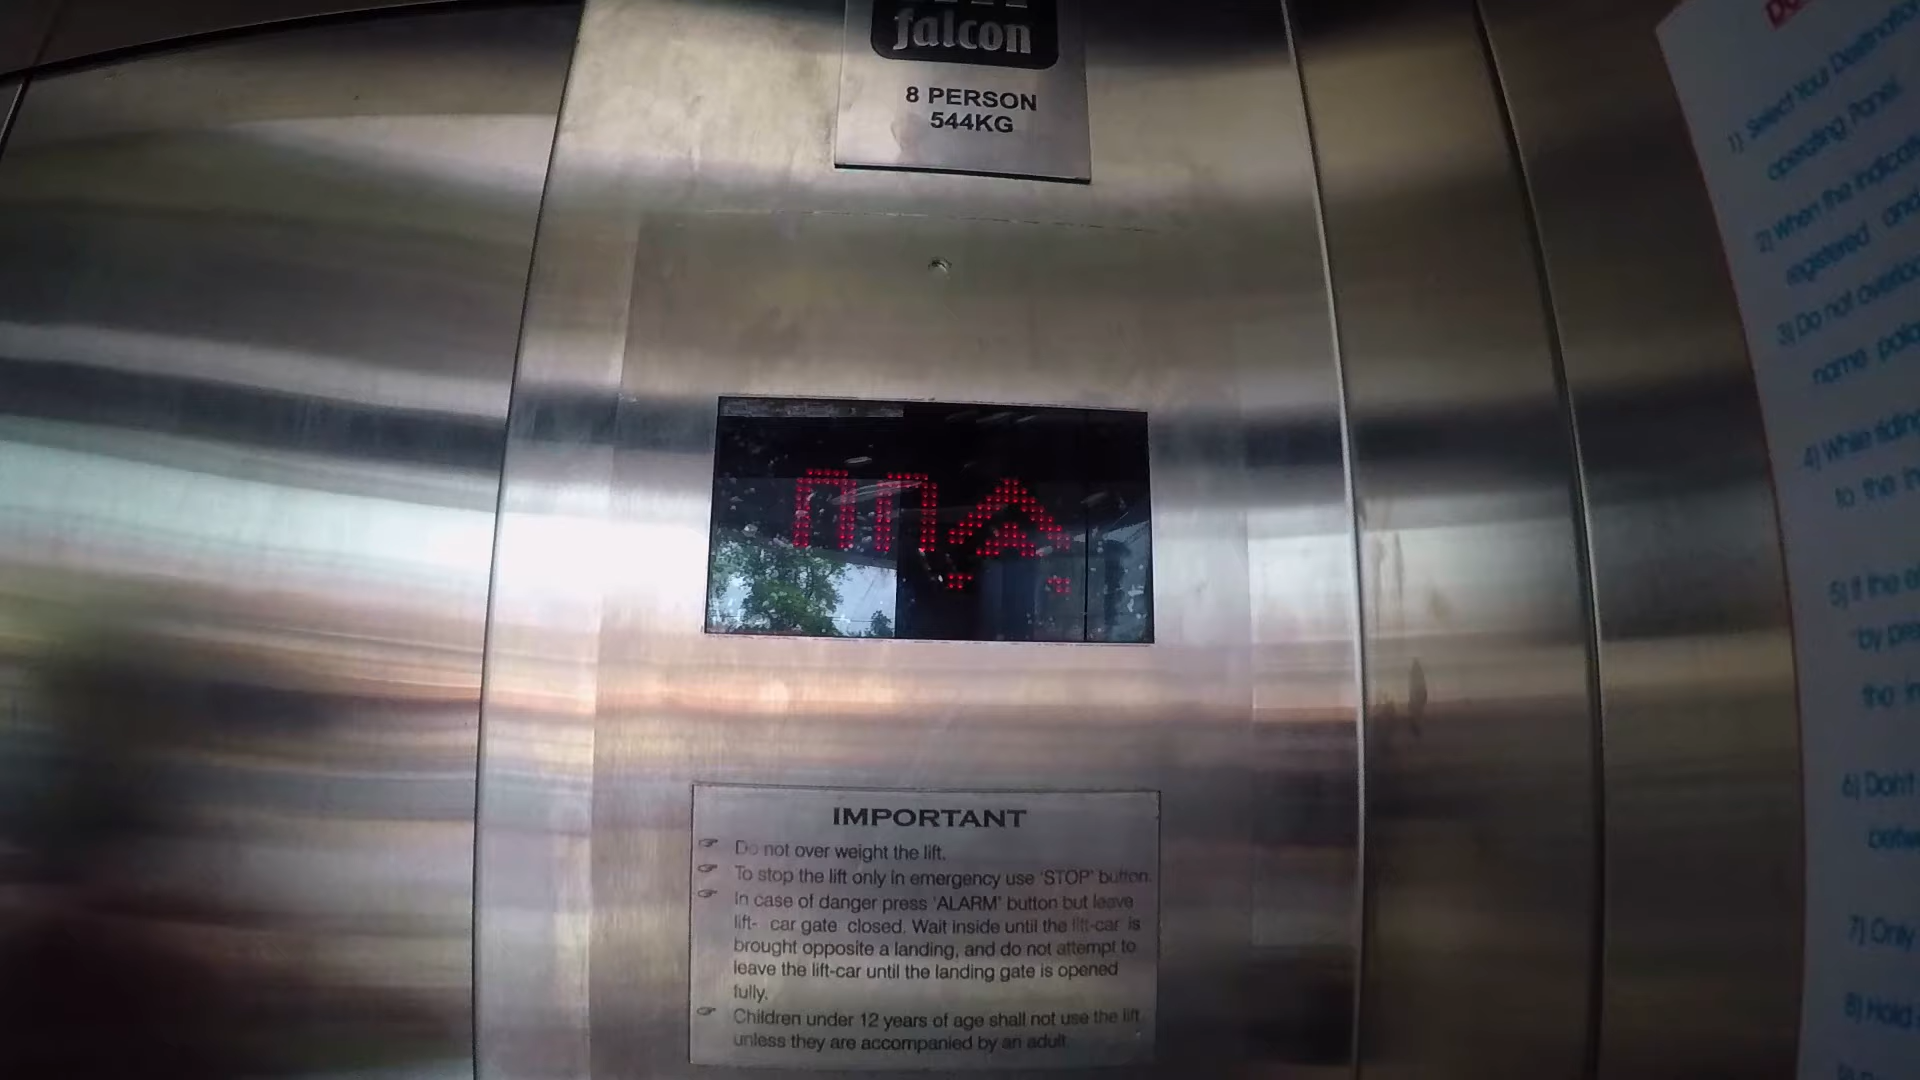 falcon
8 PERSON
544KG
IMPORTANT
Do not over weight the lift.
To stop the lift only in emergency use 'STOP' button.
In case of danger press 'ALARM' button but leave
lift- car gate closed. Wait inside until the lift-car is
brought opposite a landing, and do not attempt to
leave the lift-car until the landing gate is opened
fully.
Children under 12 years of age shall not use the lift
unless they are accompanied by an adult
1) Select Your Destination
operating Panel.
2) When the
registered and
3) Do not
name
4) While riding
to the
5) If the
by
the
6) Don't
7) Only
8) Hold